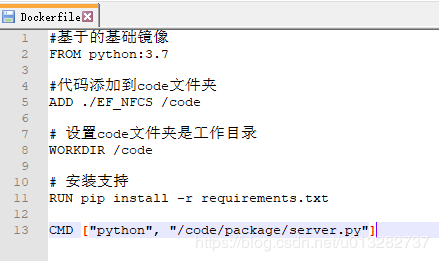 Dockerfile
1 #基于的基础镜像
2 FROM python:3.7
3
4 #代码添加到code文件夹
5 ADD ./EF_NFCS /code
6
7 # 设置code文件夹是工作目录
8 WORKDIR /code
9
10 # 安装支持
11 RUN pip install -r requirements.txt
12
13 CMD ["python", "/code/package/server.py"]
https://blog.csdn.net/u013282737